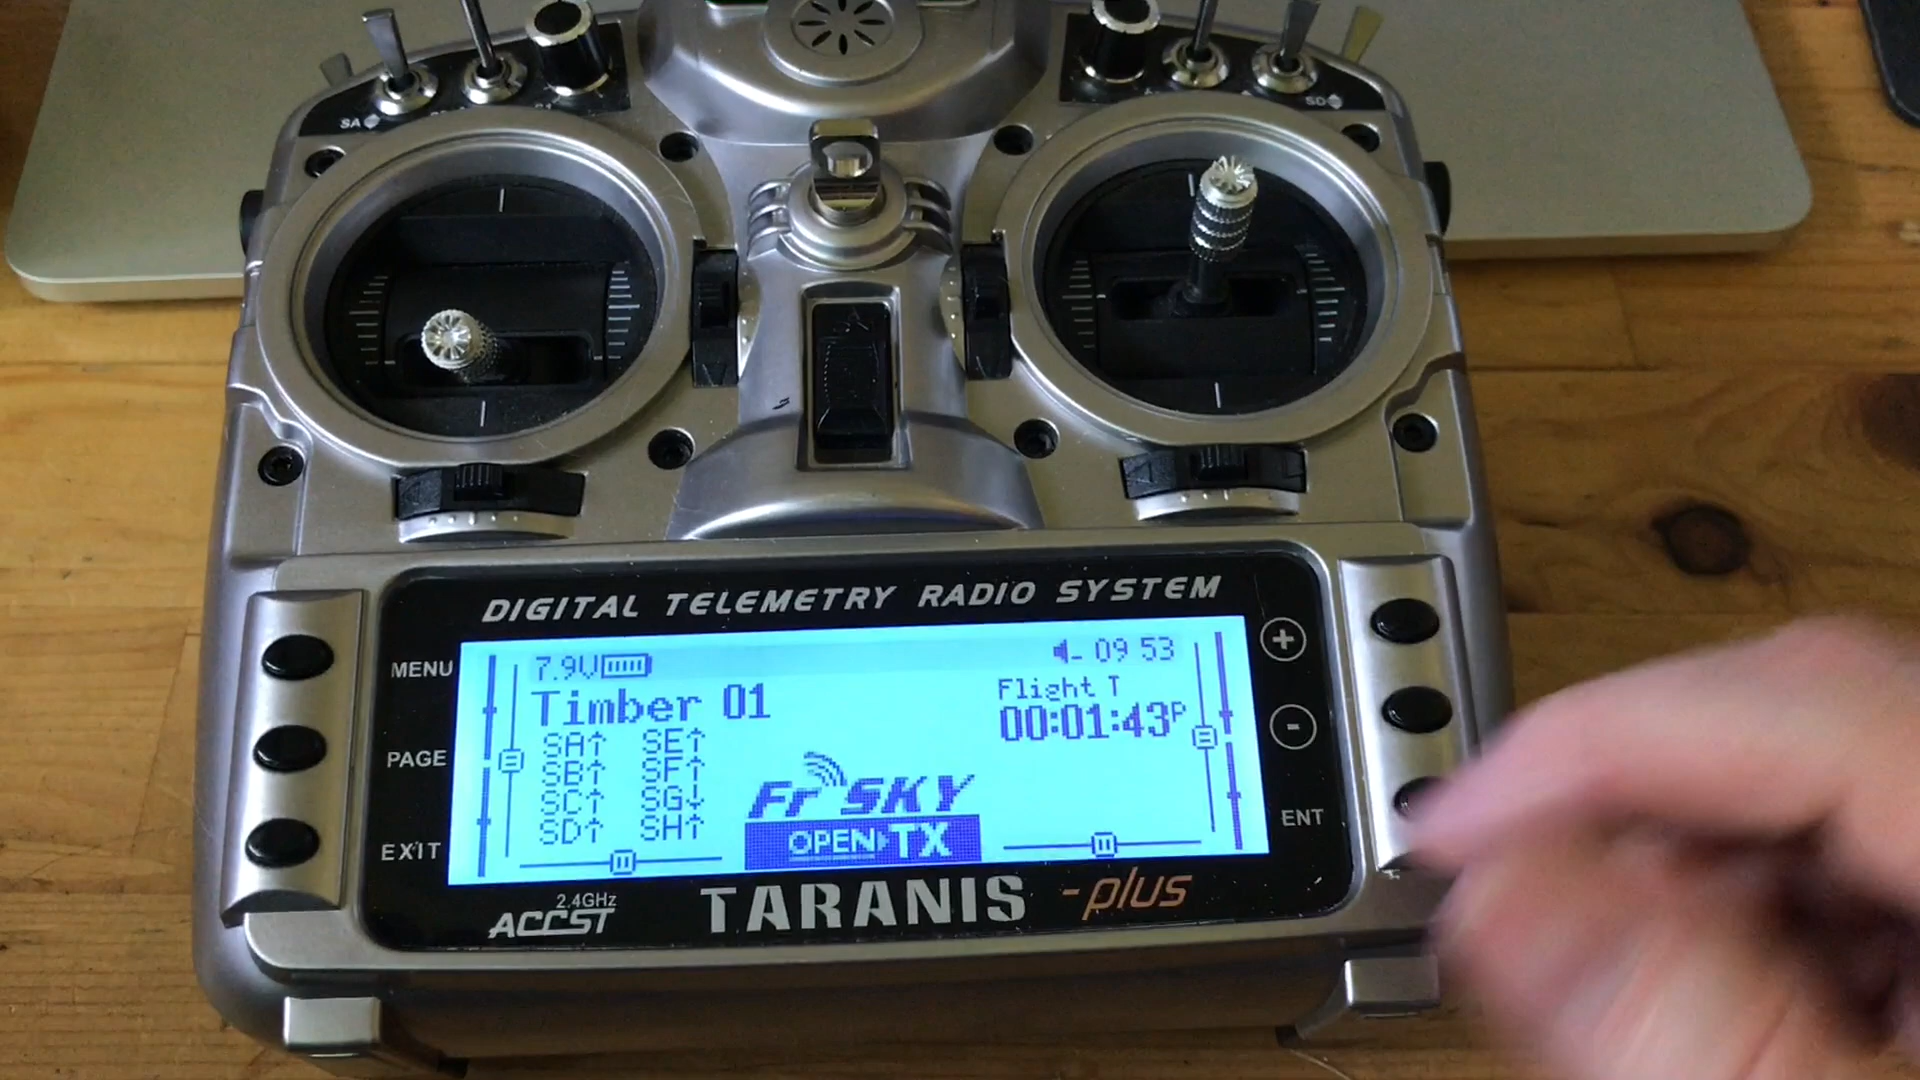 SA
SD
DIGITAL TELEMETRY RADIO SYSTEM
MENU
PAGE
EXIT
7.9V
09 53
Timber 01
Flight T
00:01:43P
SA↑ SE↑
SB↑ SF↑
SC↑ SG↓
SD↑ SH↑
FrSKY
OPEN TX
+
-
ENT
2.4GHz
ACCST
TARANIS -plus